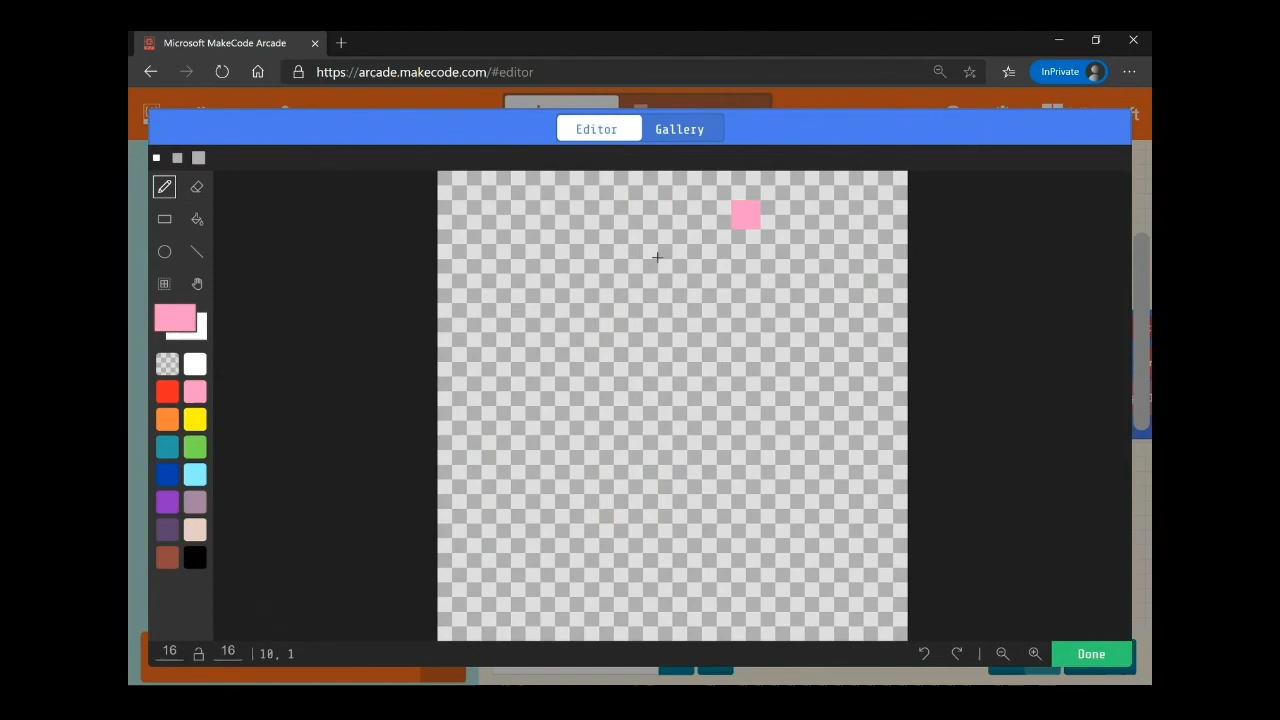 Microsoft MakeCode Arcade
https://arcade.makecode.com/#editor
InPrivate
Editor
Gallery
16
16
10, 1
Done